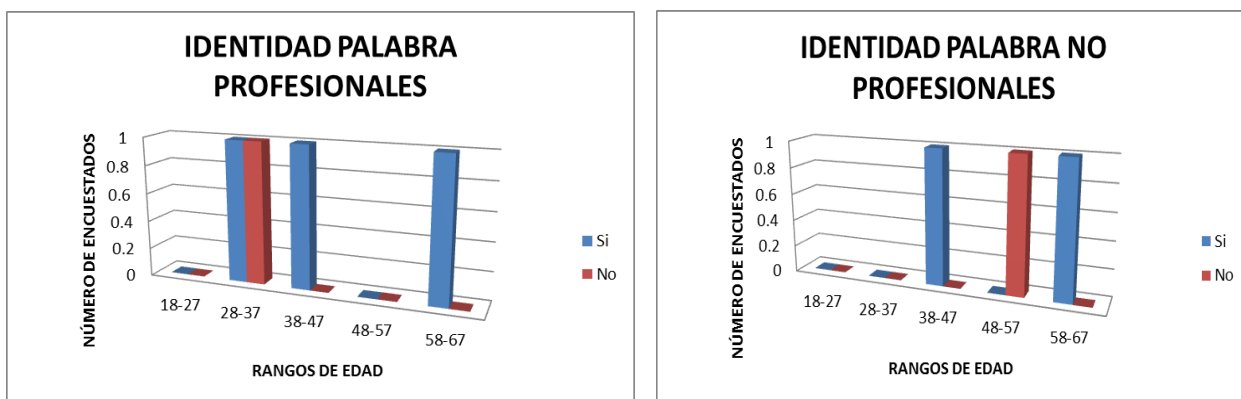 IDENTIDAD PALABRA
PROFESIONALES
NÚMERO DE ENCUESTADOS
1
0.8
0.6
0.4
0.2
0
18-27
28-37
38-47
48-57
58-67
RANGOS DE EDAD
Si
No
IDENTIDAD PALABRA NO
PROFESIONALES
NÚMERO DE ENCUESTADOS
1
0.8
0.6
0.4
0.2
0
18-27
28-37
38-47
48-57
58-67
RANGOS DE EDAD
Si
No